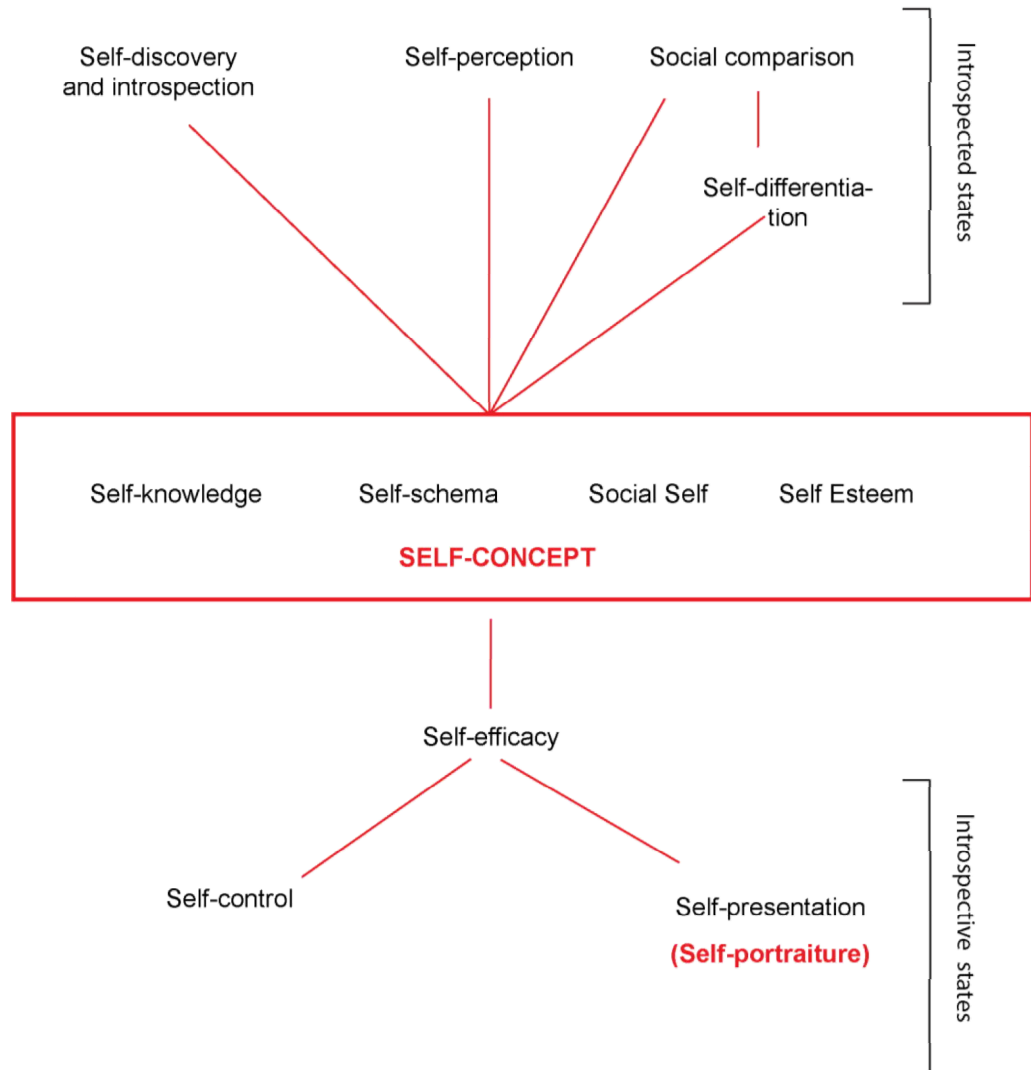 Self-discovery
and introspection
Self-perception
Social comparison
Self-differentia-
tion
Introspected states
Self-knowledge
Self-schema
Social Self
Self Esteem
SELF-CONCEPT
Self-efficacy
Self-control
Self-presentation
(Self-portraiture)
Introspective states